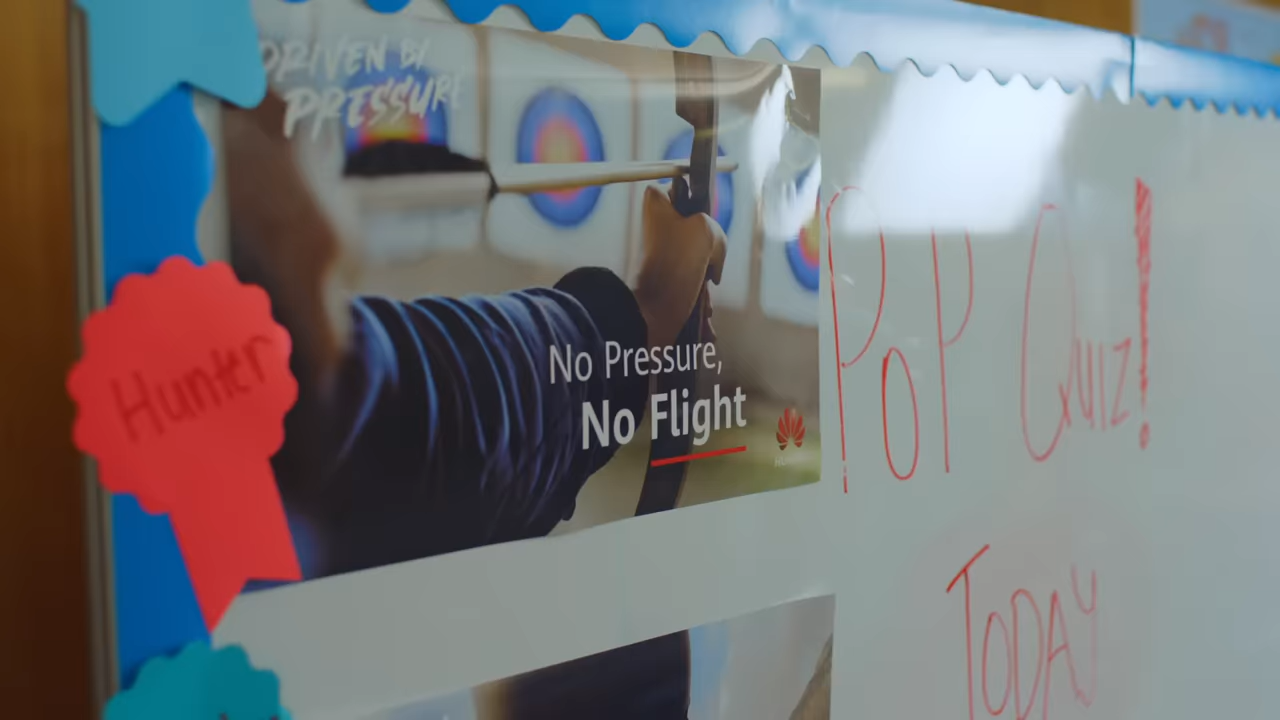 DRIVEN BY
PRESSURE
No Pressure,
No Flight
Hunter
POP QUIZ!
TODAY